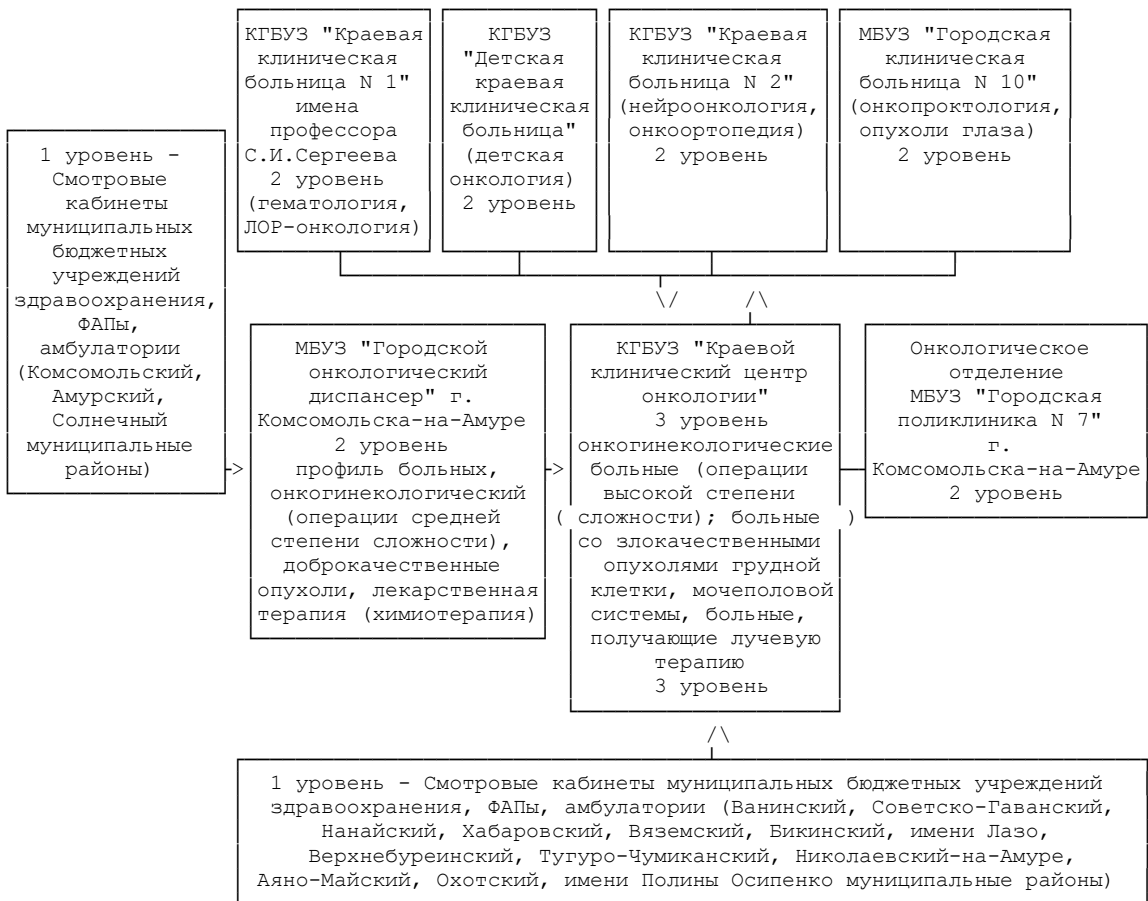 КГБУЗ "Краевая
клиническая
больница N 1"
имена
профессора
С.И.Сергеева
2 уровень
(гематология,
ЛОР-онкология)
КГБУЗ
"Детская
краевая
клиническая
больница"
(детская
онкология)
2 уровень
КГБУЗ "Краевая
клиническая
больница N 2"
(нейроонкология,
онкоортопедия)
2 уровень
МБУЗ "Городская
клиническая
больница N 10"
(онкопроктология,
опухоли глаза)
2 уровень
1 уровень -
Смотровые
кабинеты
муниципальных
бюджетных
учреждений
здравоохранения,
ФАПы,
амбулатории
(Комсомольский,
Амурский,
Солнечный
муниципальные
районы)
МБУЗ "Городской
онкологический
диспансер" г.
Комсомольска-на-Амуре
2 уровень
профиль больных,
онкогинекологический
(операции средней
степени сложности),
доброкачественные
опухоли, лекарственная
терапия (химиотерапия)
КГБУЗ "Краевой
клинический центр
онкологии"
3 уровень
онкогинекологические
больные (операции
высокой степени
( сложности); больные )
со злокачественными
опухолями грудной
клетки, мочеполовой
системы, больные,
получающие лучевую
терапию
3 уровень
Онкологическое
отделение
МБУЗ "Городская
поликлиника N 7"
г.
Комсомольска-на-Амуре
2 уровень
1 уровень - Смотровые кабинеты муниципальных бюджетных учреждений
здравоохранения, ФАПы, амбулатории (Ванинский, Советско-Гаванский,
Нанайский, Хабаровский, Вяземский, Бикинский, имени Лазо,
Верхнебуреинский, Тугуро-Чумиканский, Николаевский-на-Амуре,
Аяно-Майский, Охотский, имени Полины Осипенко муниципальные районы)